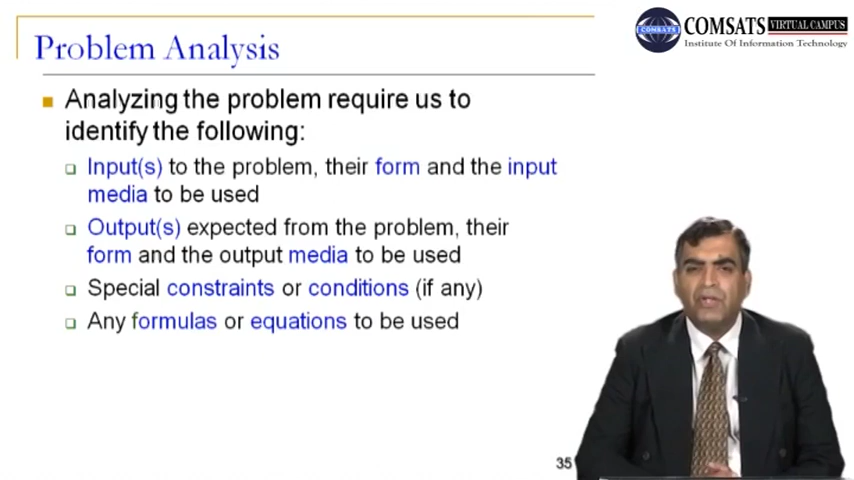 Problem Analysis
COMSATS VIRTUAL CAMPUS
Institute Of Information Technology
COMSATS
Analyzing the problem require us to
identify the following:
Input(s) to the problem, their form and the input
media to be used
Output(s) expected from the problem, their
form and the output media to be used
Special constraints or conditions (if any)
Any formulas or equations to be used
35